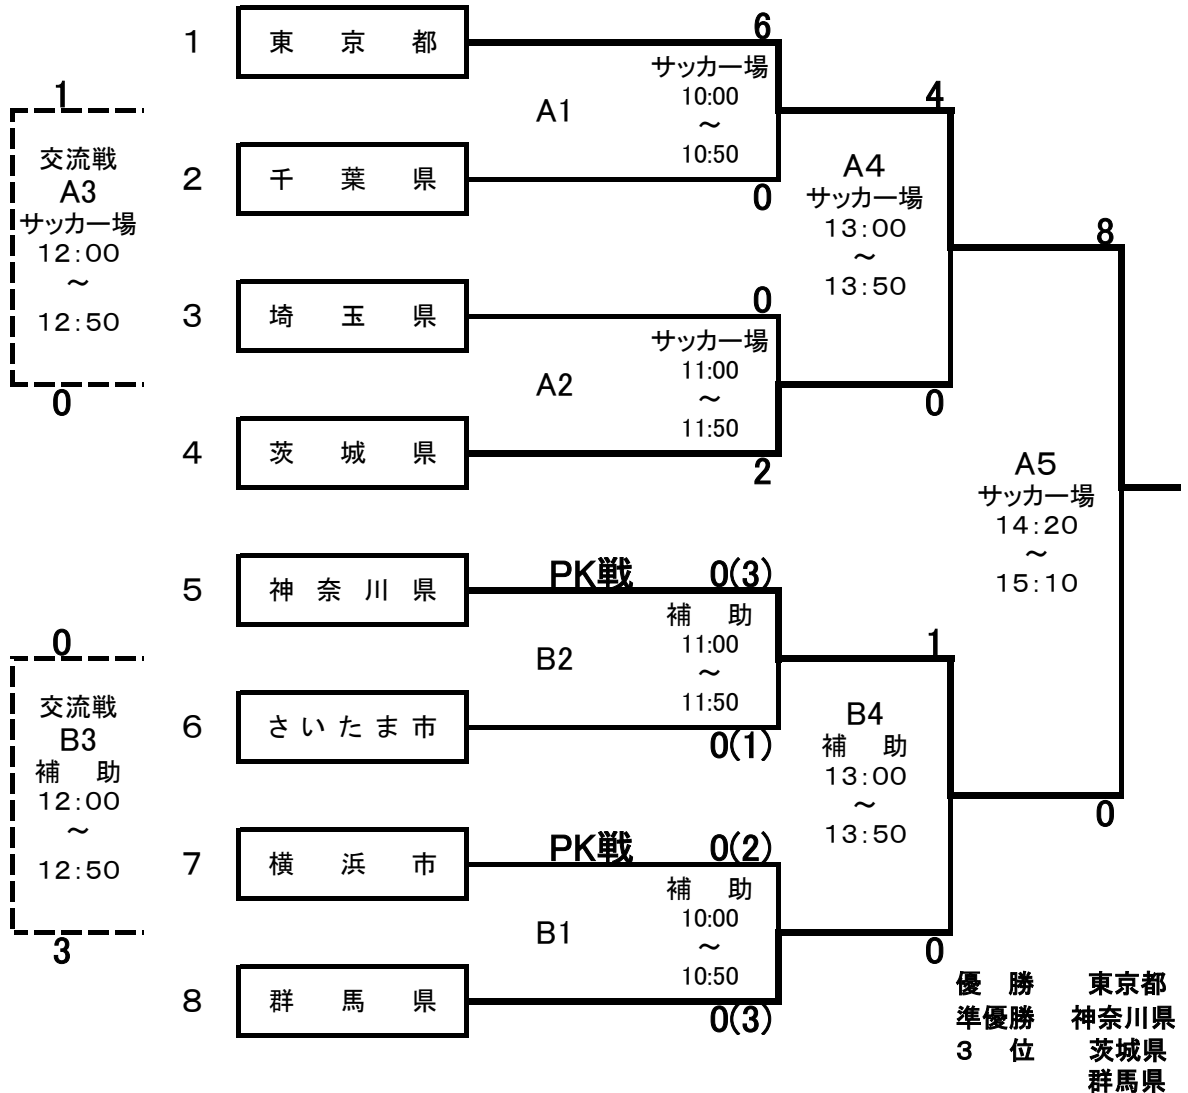 1
東京都
6
サッカー場
10:00
～
10:50
A1
2
千葉県
0
1
交流戦
A3
サッカー場
12:00
～
12:50
0
3
埼玉県
0
サッカー場
11:00
～
11:50
A2
4
茨城県
2
4
A4
サッカー場
13:00
～
13:50
0
5
神奈川県
PK戦 0(3)
補助
11:00
～
11:50
B2
6
さいたま市
0(1)
0
交流戦
B3
補助
12:00
～
12:50
3
7
横浜市
PK戦 0(2)
補助
10:00
～
10:50
B1
8
群馬県
0(3)
1
B4
補助
13:00
～
13:50
0
8
A5
サッカー場
14:20
～
15:10
0
優勝 東京都
準優勝 神奈川県
3位 茨城県
群馬県